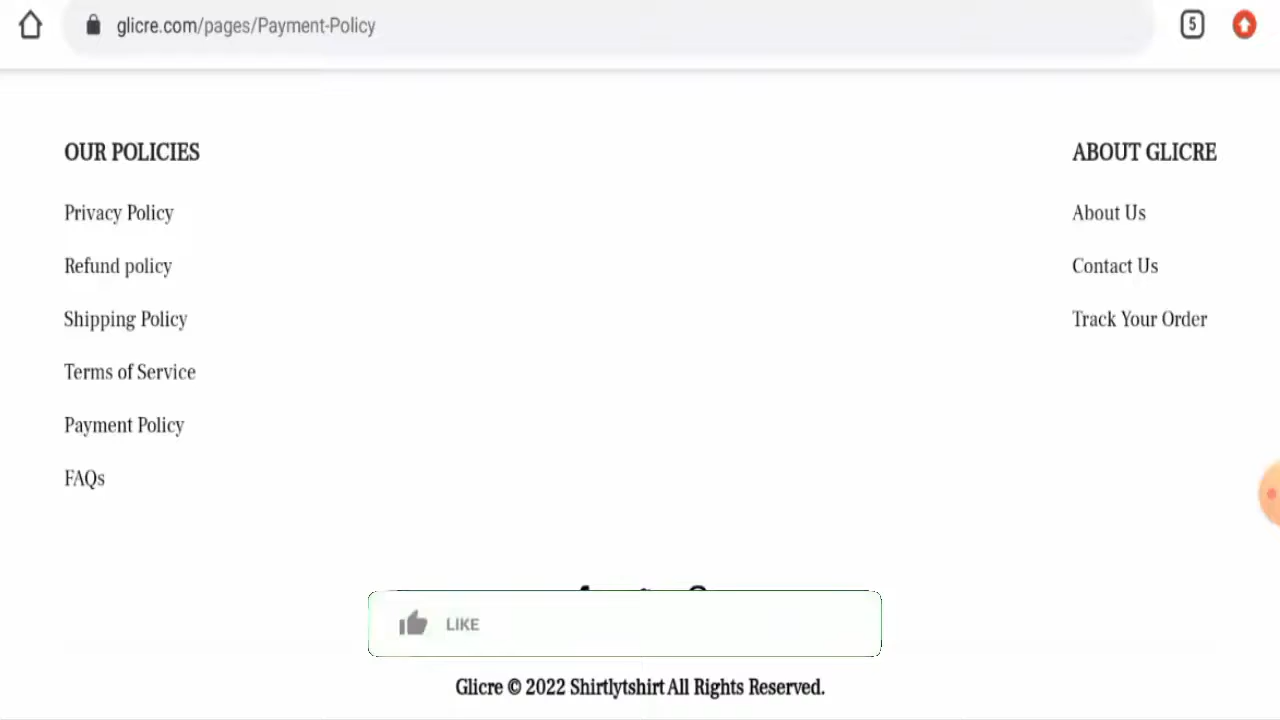 glicre.com/pages/Payment-Policy
5
OUR POLICIES
Privacy Policy
Refund policy
Shipping Policy
Terms of Service
Payment Policy
FAQs
ABOUT GLICRE
About Us
Contact Us
Track Your Order
LIKE
Glicre © 2022 Shirtlytshirt All Rights Reserved.